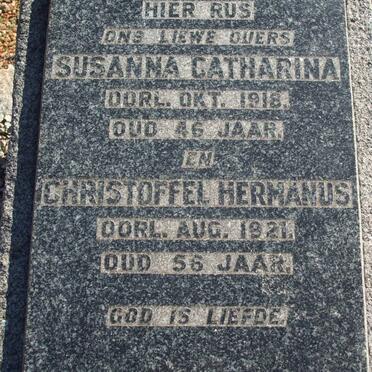 HIER RUS
ONS LIEWE OUERS
SUSANNA CATHARINA
OORL. OKT. 1918.
OUD 46 JAAR.
EN
CHRISTOFFEL HERMANUS
OORL. AUG. 1921.
OUD 56 JAAR.
GOD IS LIEFDE.